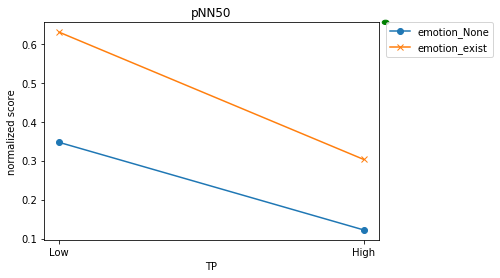 pNN50
emotion_None
emotion_exist
0.6
0.5
0.4
0.3
0.2
0.1
normalized score
Low
High
TP